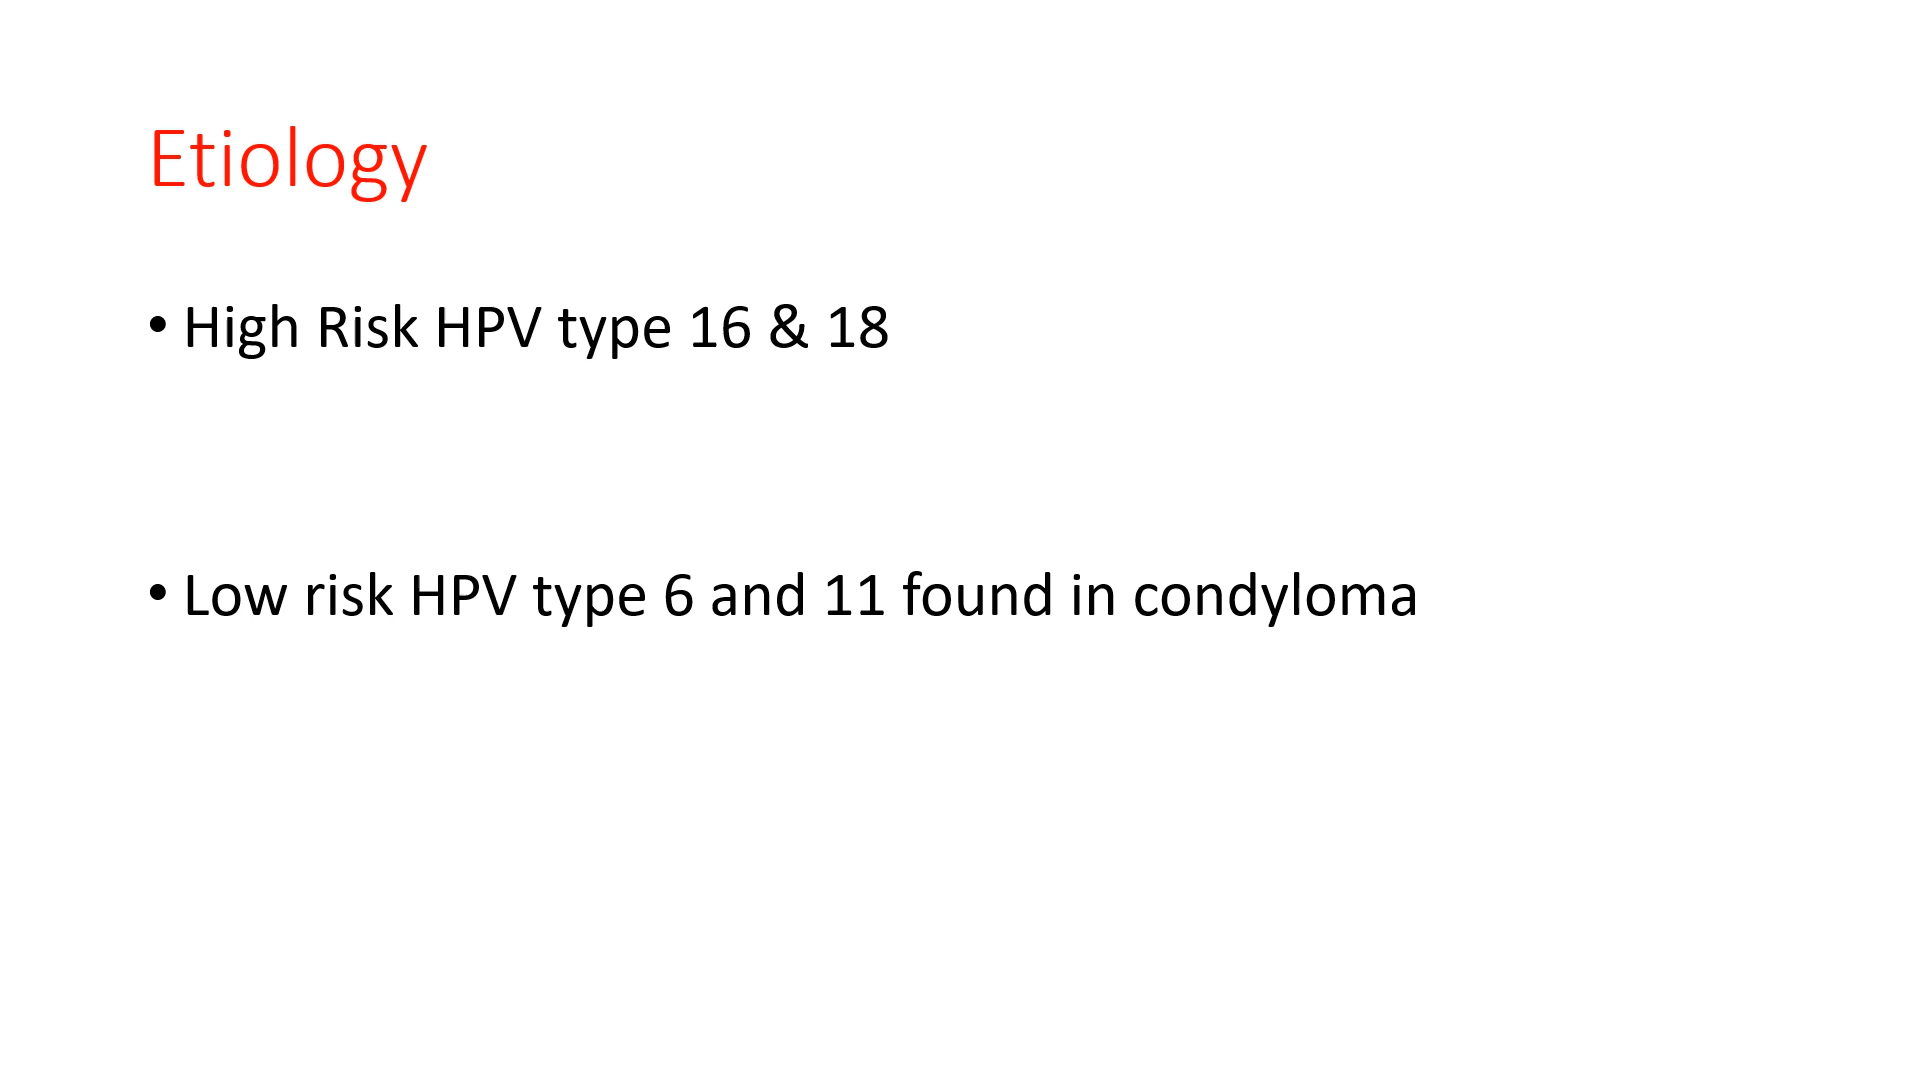 Etiology
• High Risk HPV type 16 & 18
• Low risk HPV type 6 and 11 found in condyloma